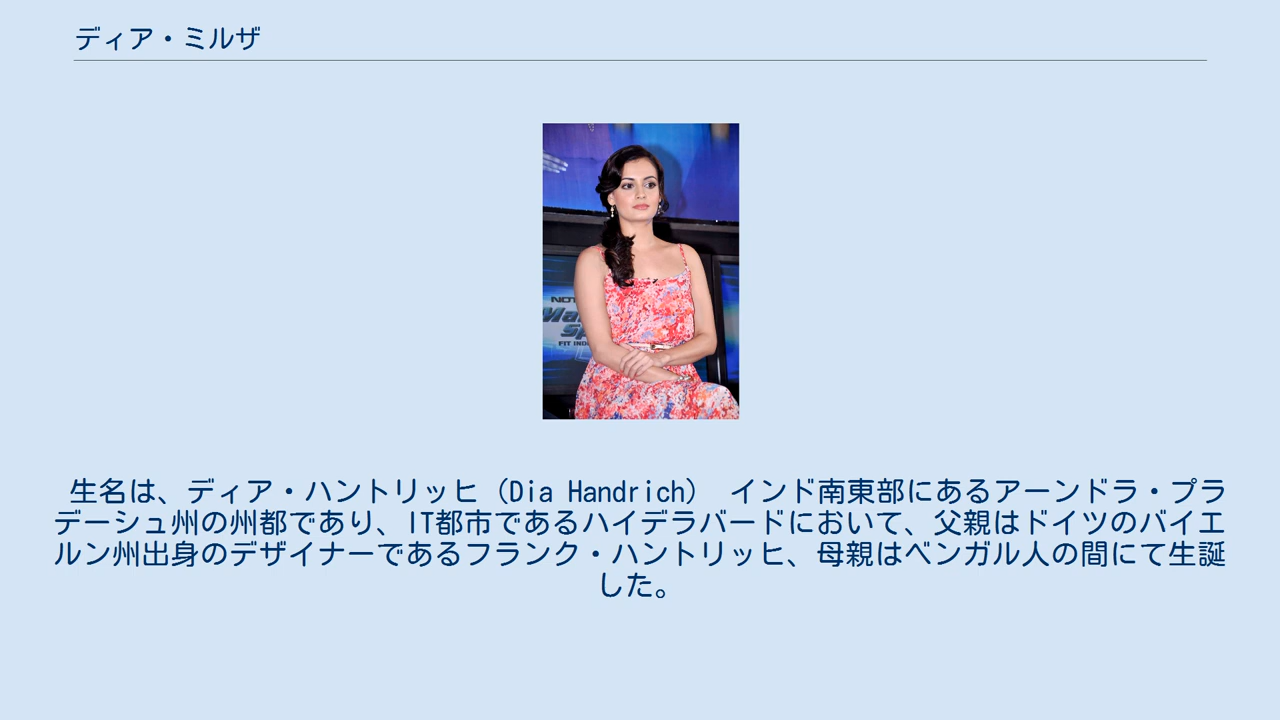 ディア・ミルザ
NDT
Ma
Sp
FIT IND
生名は、ディア・ハントリッヒ（Dia Handrich） インド南東部にあるアーンドラ・プラ
デーシュ州の州都であり、IT都市であるハイデラバードにおいて、父親はドイツのバイエ
ルン州出身のデザイナーであるフランク・ハントリッヒ、母親はベンガル人の間にて生誕
した。